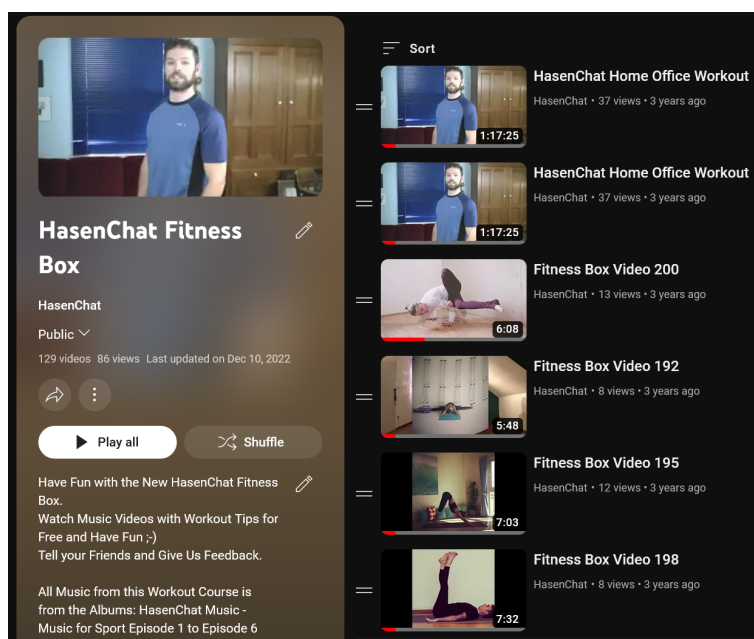 HasenChat Fitness
Box
HasenChat
Public
129 videos 86 views Last updated on Dec 10, 2022
Play all
Shuffle
Have Fun with the New HasenChat Fitness
Box.
Watch Music Videos with Workout Tips for
Free and Have Fun ;-)
Tell your Friends and Give Us Feedback.
All Music from this Workout Course is
from the Albums: HasenChat Music -
Music for Sport Episode 1 to Episode 6
Sort
1:17:25
HasenChat Home Office Workout
HasenChat • 37 views • 3 years ago
1:17:25
HasenChat Home Office Workout
HasenChat • 37 views • 3 years ago
6:08
Fitness Box Video 200
HasenChat • 13 views • 3 years ago
5:48
Fitness Box Video 192
HasenChat • 8 views • 3 years ago
7:03
Fitness Box Video 195
HasenChat • 12 views • 3 years ago
7:32
Fitness Box Video 198
HasenChat • 8 views • 3 years ago